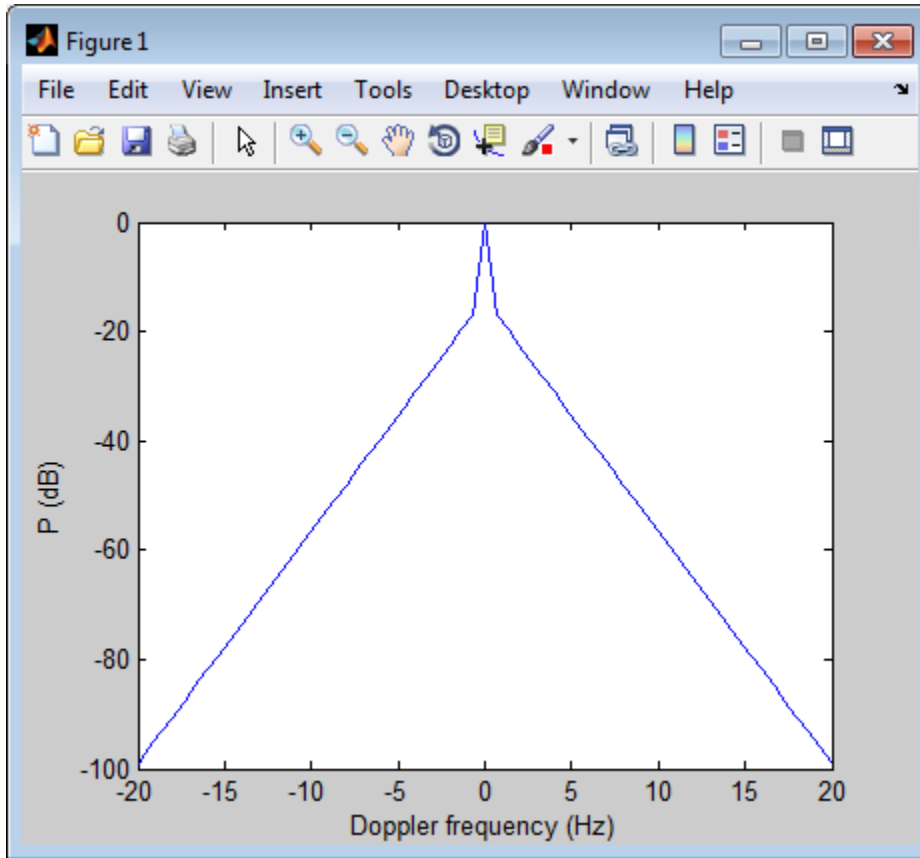 Figure 1
File Edit View Insert Tools Desktop Window Help
0
-20
-40
-60
-80
-100
P (dB)
-20 -15 -10 -5 0 5 10 15 20
Doppler frequency (Hz)